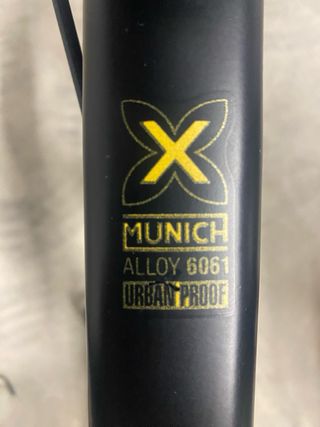 X
MUNICH
ALLOY 6061
URBAN PROOF